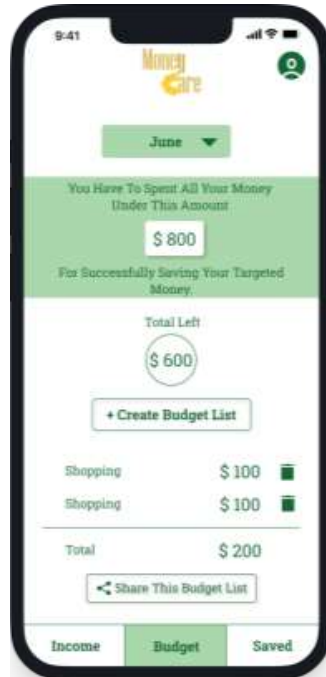 9:41
Money
Care
June
You Have To Spent All Your Money
Under This Amount
$ 800
For Successfully Saving Your Targeted
Money.
Total Left
$ 600
+ Create Budget List
Shopping $ 100
Shopping $ 100
Total $ 200
Share This Budget List
Income Budget Saved